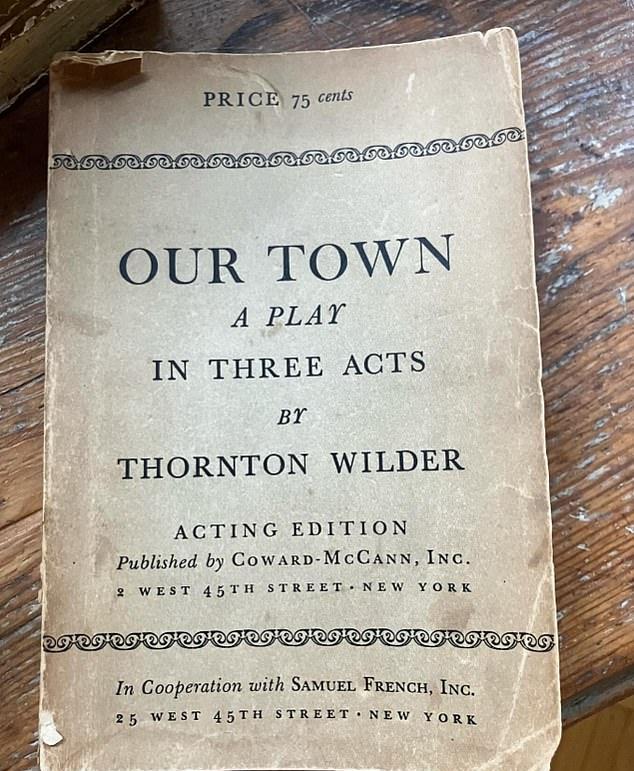 PRICE 75 cents
OUR TOWN
A PLAY
IN THREE ACTS
BY
THORNTON WILDER
ACTING EDITION
Published by COWARD-MCCANN, INC.
2 WEST 45TH STREET · NEW YORK
In Cooperation with SAMUEL FRENCH, INC.
25 WEST 45TH STREET · NEW YORK